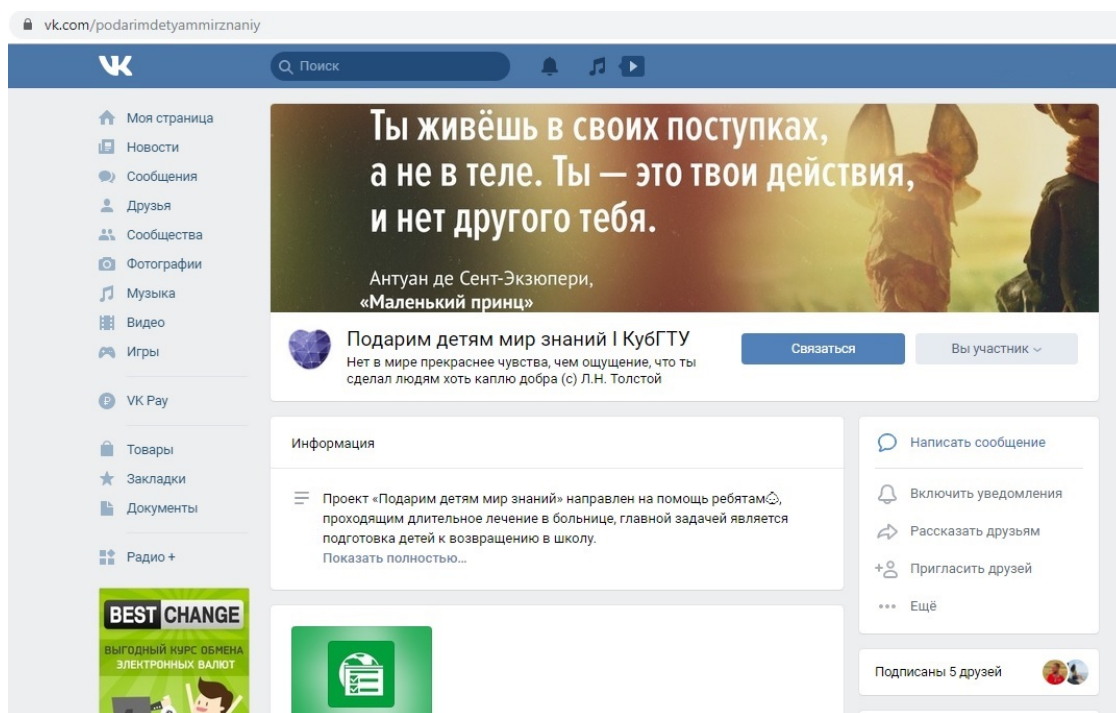 vk.com/podarimdetyammirznaniy
Поиск
Моя страница
Новости
Сообщения
Друзья
Сообщества
Фотографии
Музыка
Видео
Игры
VK Pay
Товары
Закладки
Документы
Радио +
BEST CHANGE
ВЫГОДНЫЙ КУРС ОБМЕНА
ЭЛЕКТРОННЫХ ВАЛЮТ
Ты живёшь в своих поступках,
а не в теле. Ты — это твои действия,
и нет другого тебя.
Антуан де Сент-Экзюпери,
«Маленький принц»
Подарим детям мир знаний I КубГТУ
Нет в мире прекраснее чувства, чем ощущение, что ты
сделал людям хоть каплю добра (с) Л.Н. Толстой
Связаться
Вы участник
Информация
Проект «Подарим детям мир знаний» направлен на помощь ребятам,
проходящим длительное лечение в больнице, главной задачей является
подготовка детей к возвращению в школу.
Показать полностью…
Написать сообщение
Включить уведомления
Рассказать друзьям
Пригласить друзей
Ещё
Подписаны 5 друзей